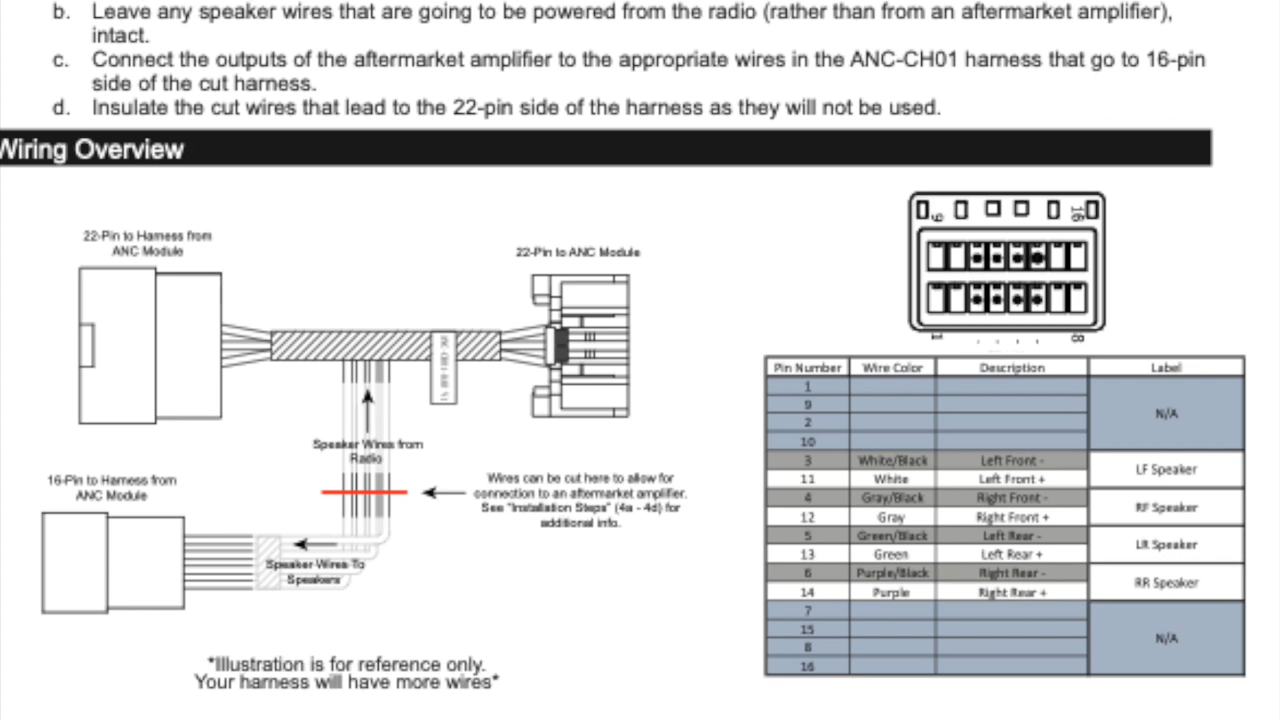 b. Leave any speaker wires that are going to be powered from the radio (rather than from an aftermarket amplifier),
intact.
c. Connect the outputs of the aftermarket amplifier to the appropriate wires in the ANC-CH01 harness that go to 16-pin
side of the cut harness.
d. Insulate the cut wires that lead to the 22-pin side of the harness as they will not be used.
Wiring Overview
22-Pin to Harness from
ANC Module
22-Pin to ANC Module
Speaker Wires from
Radio
16-Pin to Harness from
ANC Module
Wires can be cut here to allow for
connection to an aftermarket amplifier.
See "Installation Steps" (4a - 4d) for
additional info.
Speaker Wires To
Speakers
*Illustration is for reference only.
Your harness will have more wires*
9 16
1 8
Pin Number Wire Color Description Label
1
9
2
10
N/A
3 White/Black Left Front -
11 White Left Front +
LF Speaker
4 Gray/Black Right Front -
12 Gray Right Front +
RF Speaker
5 Green/Black Left Rear -
13 Green Left Rear +
LR Speaker
6 Purple/Black Right Rear -
14 Purple Right Rear +
RR Speaker
7
15
8
16
N/A